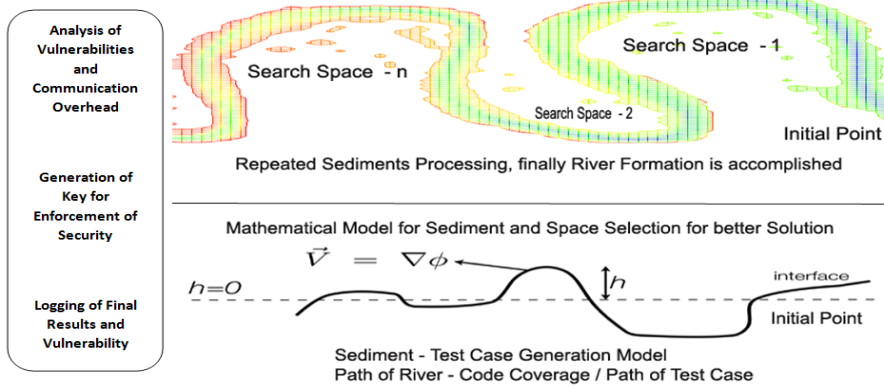 Analysis of
Vulnerabilities
and
Communication
Overhead
Generation of
Key for
Enforcement of
Security
Logging of Final
Results and
Vulnerability
Search Space - n
Search Space - 1
Search Space - 2
Initial Point
Repeated Sediments Processing, finally River Formation is accomplished
Mathematical Model for Sediment and Space Selection for better Solution
V⃗ = ∇ϕ
h
h=0
interface
Initial Point
Sediment - Test Case Generation Model
Path of River - Code Coverage / Path of Test Case